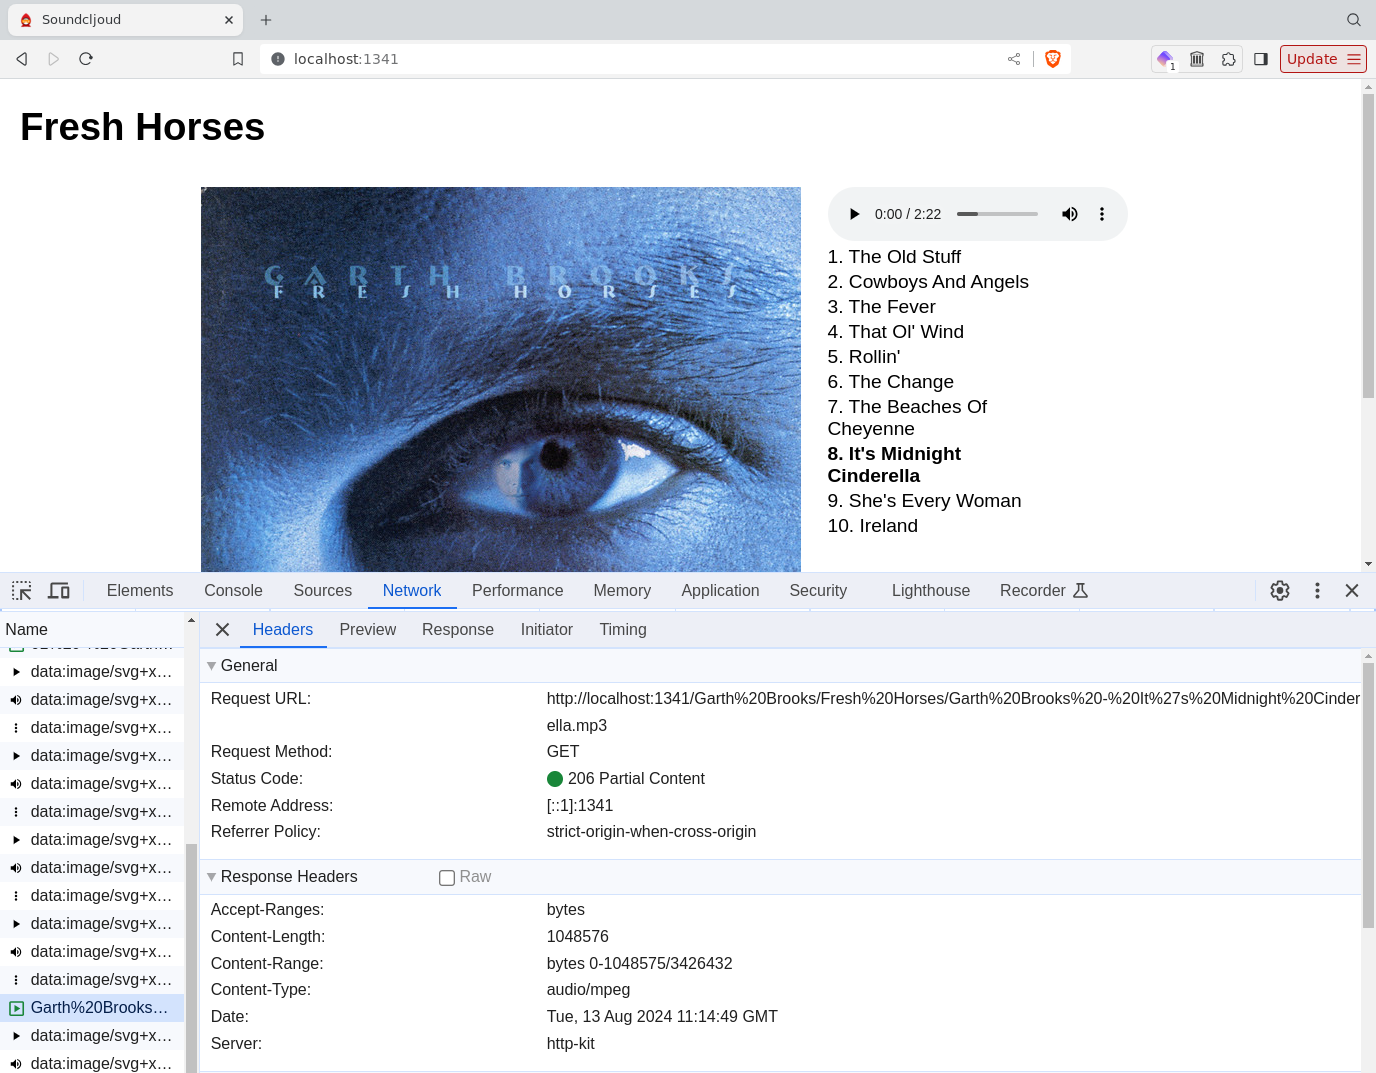 Soundcljoud
localhost:1341
1
Update
Fresh Horses
GARTH BROOKS
FRESH HORSES
0:00 / 2:22
1. The Old Stuff
2. Cowboys And Angels
3. The Fever
4. That Ol' Wind
5. Rollin'
6. The Change
7. The Beaches Of
Cheyenne
8. It's Midnight
Cinderella
9. She's Every Woman
10. Ireland
Elements Console Sources Network Performance Memory Application Security Lighthouse Recorder
Name
Headers Preview Response Initiator Timing
data:image/svg+x…
data:image/svg+x…
data:image/svg+x…
data:image/svg+x…
data:image/svg+x…
data:image/svg+x…
data:image/svg+x…
data:image/svg+x…
data:image/svg+x…
data:image/svg+x…
data:image/svg+x…
data:image/svg+x…
Garth%20Brooks…
data:image/svg+x…
data:image/svg+x…
General
Request URL: http://localhost:1341/Garth%20Brooks/Fresh%20Horses/Garth%20Brooks%20-%20It%27s%20Midnight%20Cinder
ella.mp3
Request Method: GET
Status Code: 206 Partial Content
Remote Address: [::1]:1341
Referrer Policy: strict-origin-when-cross-origin
Response Headers Raw
Accept-Ranges: bytes
Content-Length: 1048576
Content-Range: bytes 0-1048575/3426432
Content-Type: audio/mpeg
Date: Tue, 13 Aug 2024 11:14:49 GMT
Server: http-kit